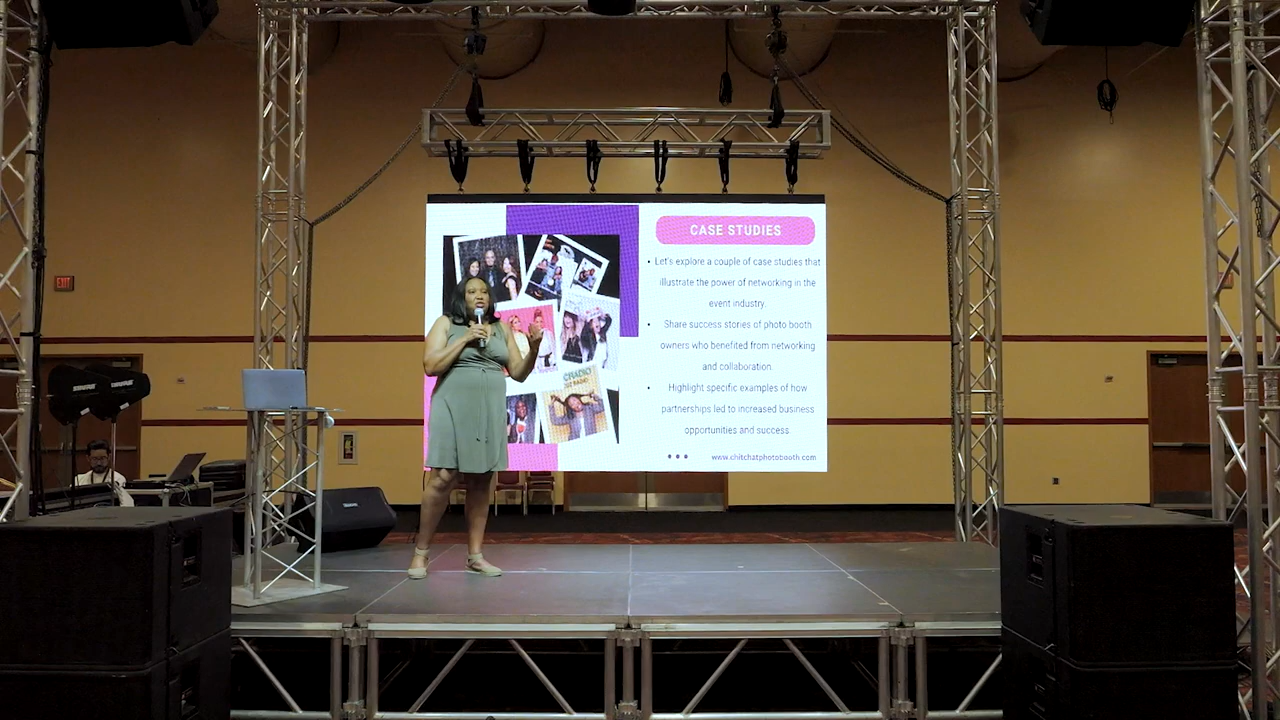 EXIT
CASE STUDIES
• Let's explore a couple of case studies that
illustrate the power of networking in the
event industry.
• Share success stories of photo booth
owners who benefited from networking
and collaboration.
• Highlight specific examples of how
partnerships led to increased business
opportunities and success.
www.chitchatphotobooth.com